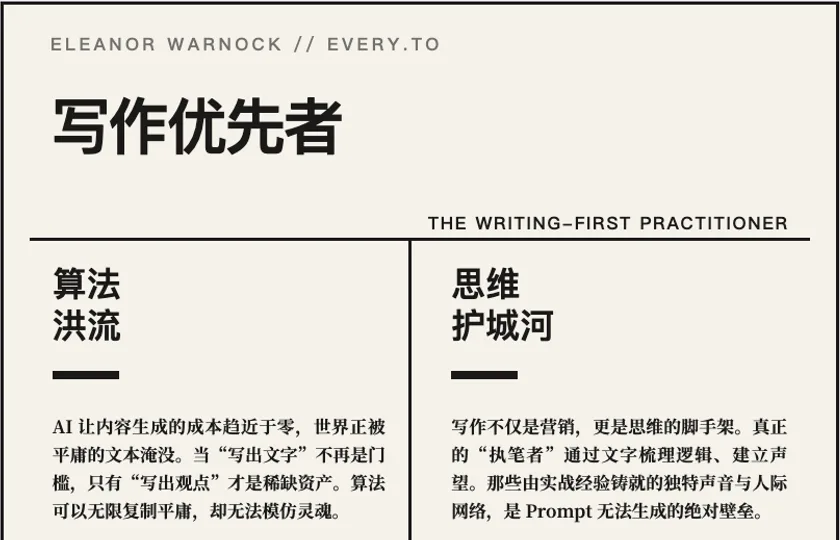 ELEANOR WARNOCK // EVERY.TO
写作优先者
THE WRITING–FIRST PRACTITIONER
算法
洪流
AI 让内容生成的成本趋近于零，世界正被
平庸的文本淹没。当“写出文字”不再是门
槛，只有“写出观点”才是稀缺资产。算法
可以无限复制平庸，却无法模仿灵魂。
思维
护城河
写作不仅是营销，更是思维的脚手架。真正
的“执笔者”通过文字梳理逻辑、建立声
望。那些由实战经验铸就的独特声音与人际
网络，是 Prompt 无法生成的绝对壁垒。